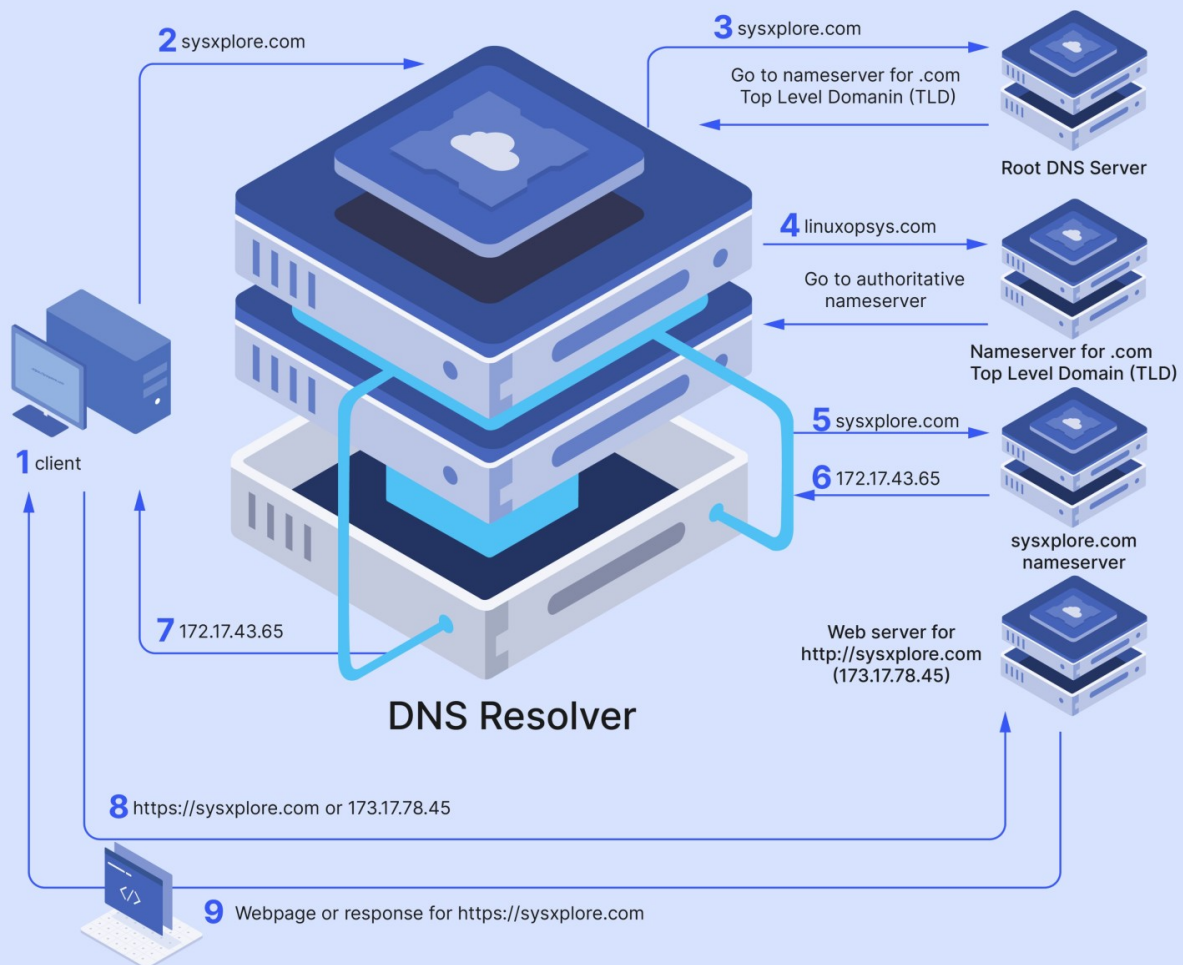 2 sysxplore.com
3 sysxplore.com
Go to nameserver for .com
Top Level Domanin (TLD)
Root DNS Server
4 linuxopsys.com
Go to authoritative
nameserver
Nameserver for .com
Top Level Domain (TLD)
1 client
5 sysxplore.com
6 172.17.43.65
sysxplore.com
nameserver
7 172.17.43.65
Web server for
http://sysxplore.com
(173.17.78.45)
DNS Resolver
8 https://sysxplore.com or 173.17.78.45
</>
9 Webpage or response for https://sysxplore.com